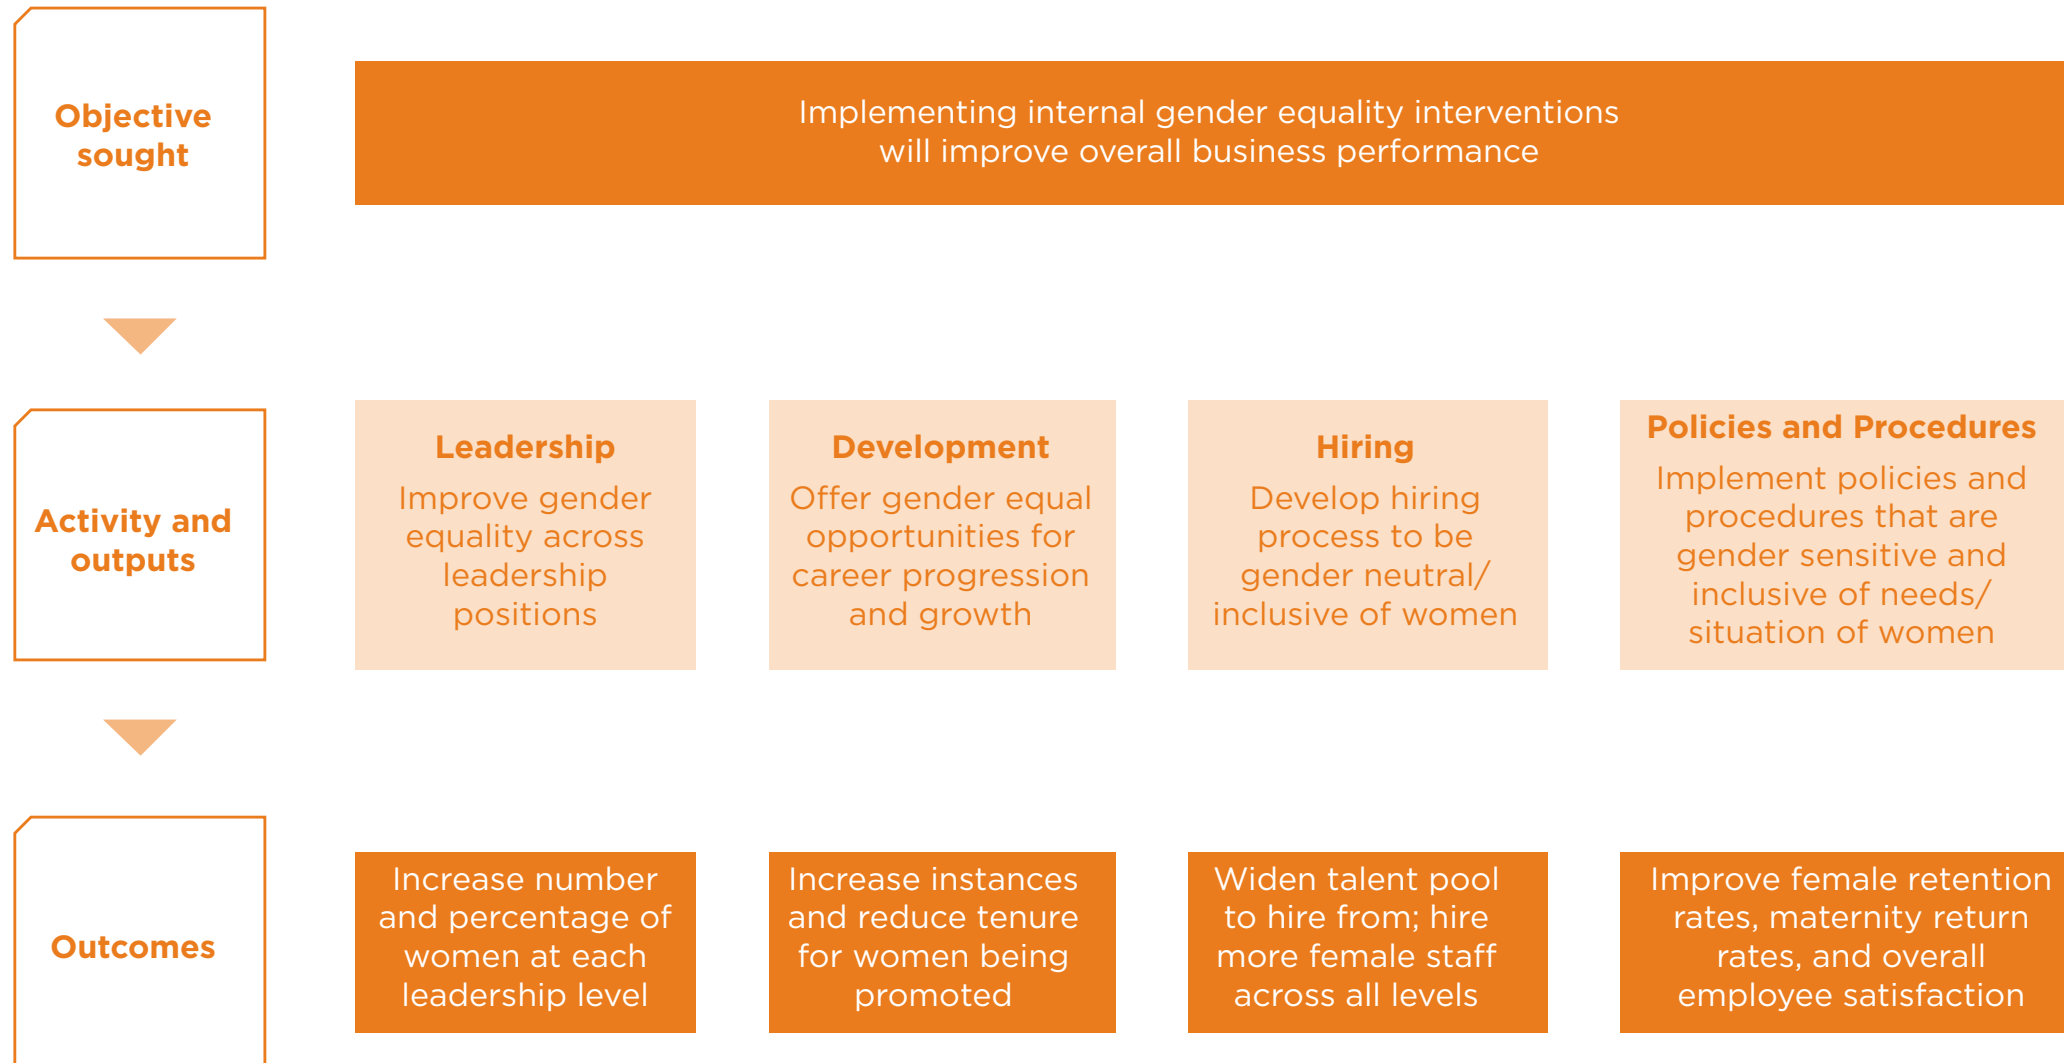 Objective
sought
Implementing internal gender equality interventions
will improve overall business performance
Activity and
outputs
Leadership
Improve gender
equality across
leadership
positions
Development
Offer gender equal
opportunities for
career progression
and growth
Hiring
Develop hiring
process to be
gender neutral/
inclusive of women
Policies and Procedures
Implement policies and
procedures that are
gender sensitive and
inclusive of needs/
situation of women
Outcomes
Increase number
and percentage of
women at each
leadership level
Increase instances
and reduce tenure
for women being
promoted
Widen talent pool
to hire from; hire
more female staff
across all levels
Improve female retention
rates, maternity return
rates, and overall
employee satisfaction